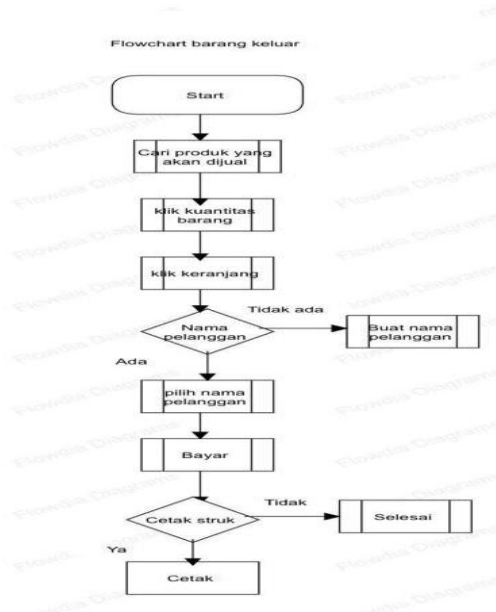 Flowchart barang keluar
Start
Cari produk yang
akan dijual
klik kuantitas
barang
klik keranjang
Nama
pelanggan
Tidak ada
Buat nama
pelanggan
Ada
pilih nama
pelanggan
Bayar
Cetak struk
Tidak
Selesai
Ya
Cetak